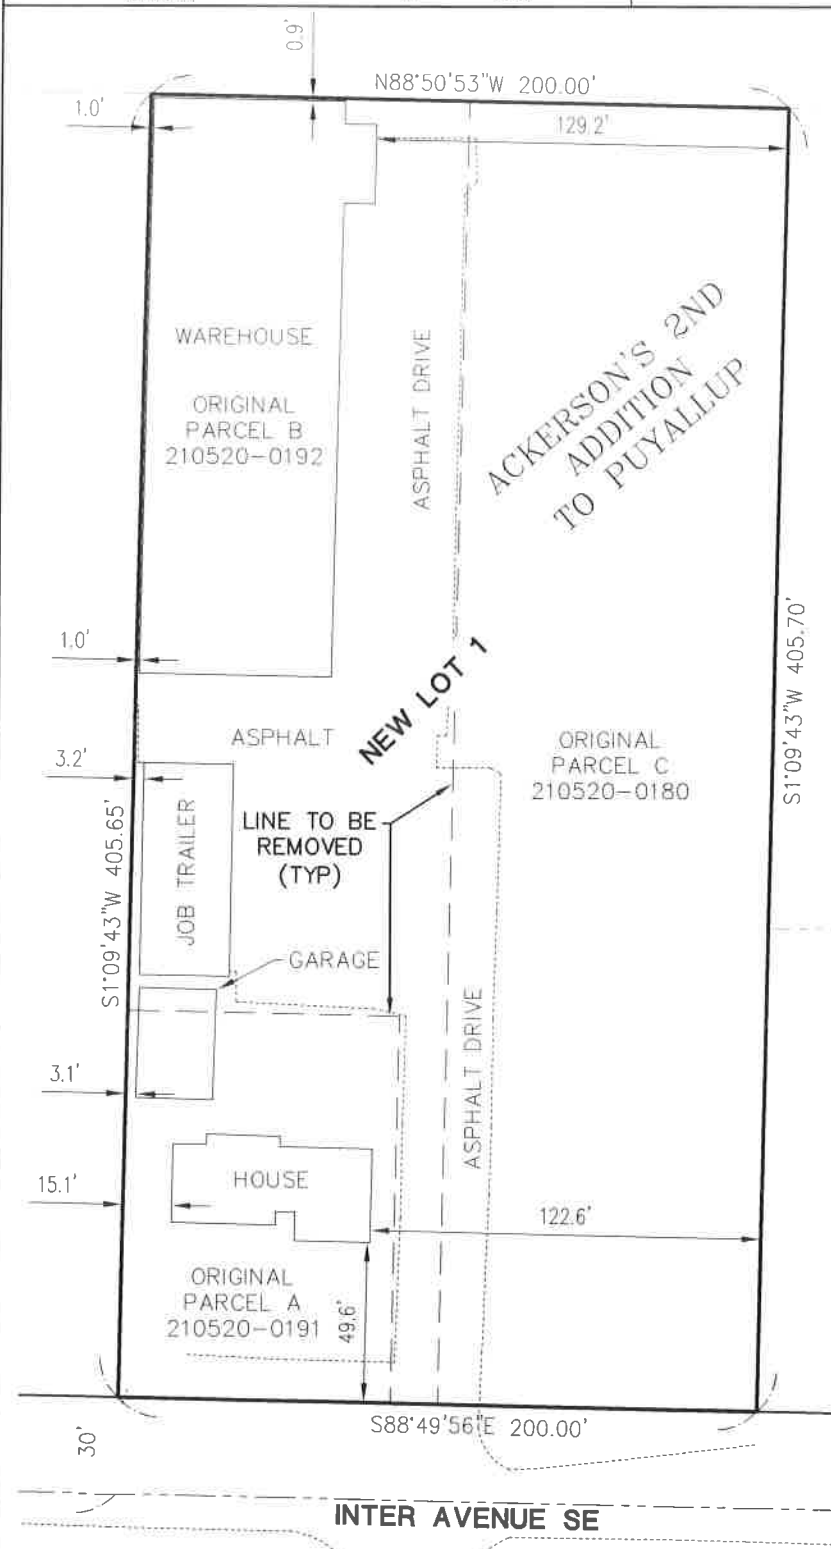 0.9'
N88°50'53"W 200.00'
1.0'
129.2'
WAREHOUSE
ORIGINAL
PARCEL B
210520-0192
ASPHALT DRIVE
ACKERSON'S 2ND
ADDITION
TO PUYALLUP
1.0'
NEW LOT 1
S1°09'43"W 405.70'
ASPHALT
ORIGINAL
PARCEL C
210520-0180
3.2'
S1°09'43"W 405.65'
JOB TRAILER
LINE TO BE
REMOVED
(TYP)
GARAGE
ASPHALT DRIVE
3.1'
HOUSE
15.1'
122.6'
ORIGINAL
PARCEL A
210520-0191
49.6'
S88°49'56"E 200.00'
30'
INTER AVENUE SE